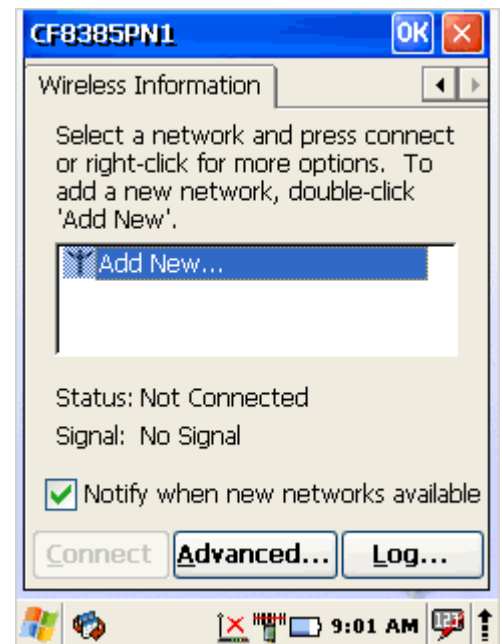 CF8385PN1 OK
Wireless Information
Select a network and press connect
or right-click for more options. To
add a new network, double-click
'Add New'.
Add New...
Status: Not Connected
Signal: No Signal
Notify when new networks available
Connect Advanced... Log...
9:01 AM